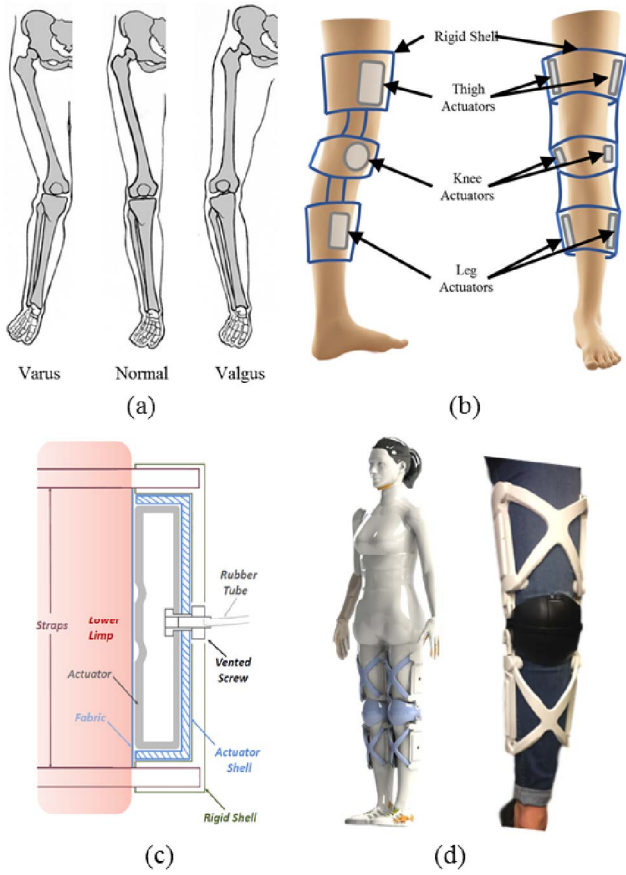 Varus
Normal
Valgus
(a)
Rigid Shell
Thigh
Actuators
Knee
Actuators
Leg
Actuators
(b)
Straps
Lower
Limp
Actuator
Fabric
Rubber
Tube
Vented
Screw
Actuator
Shell
Rigid Shell
(c)
(d)